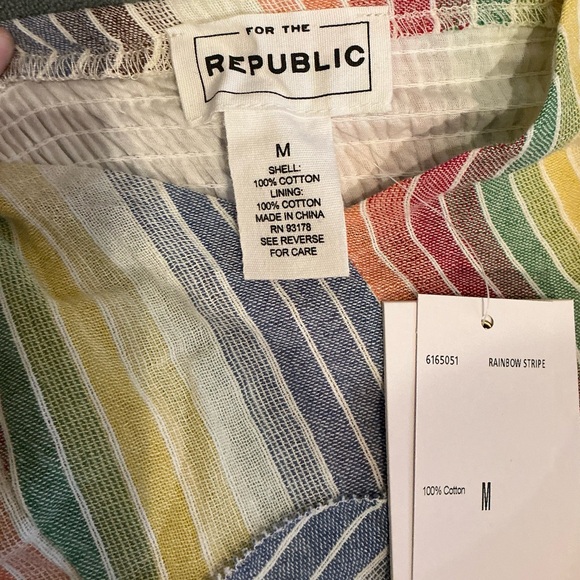 FOR THE
REPUBLIC
M
SHELL:
100% COTTON
LINING:
100% COTTON
MADE IN CHINA
RN 93178
SEE REVERSE
FOR CARE
6165051 RAINBOW STRIPE
100% Cotton M